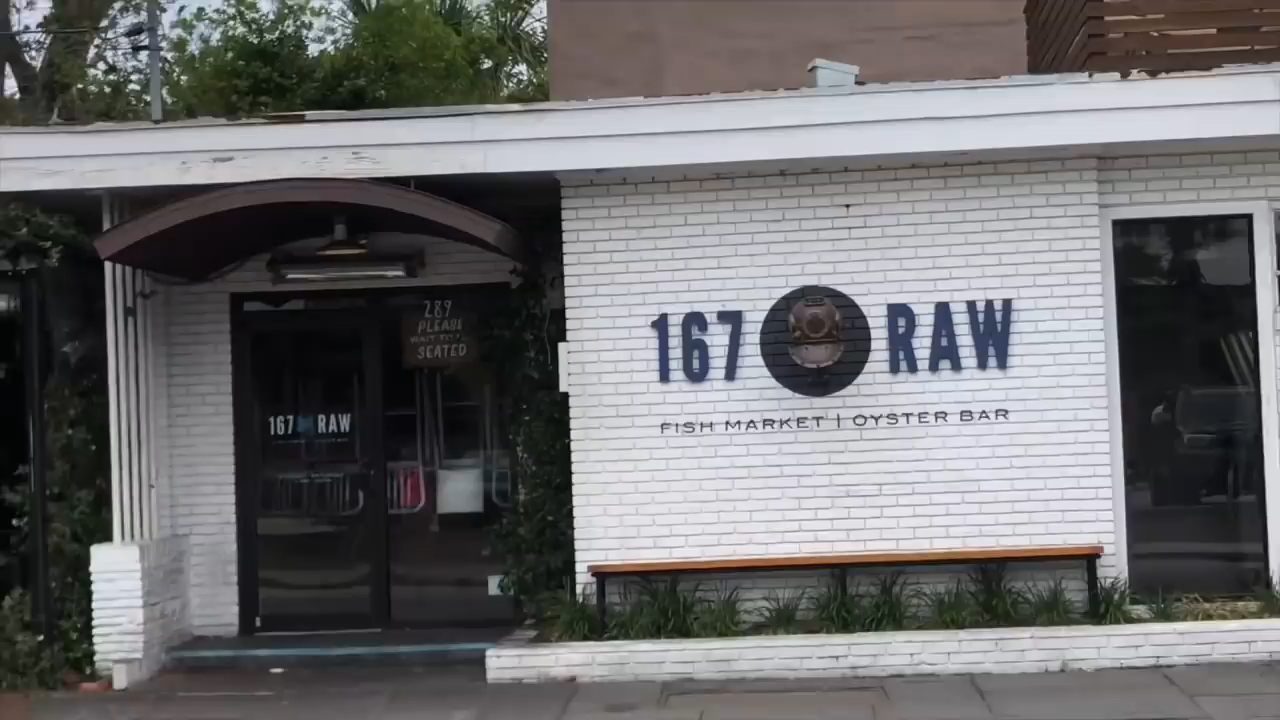 289
PLEASE
WAIT TO BE
SEATED
167 RAW
167 RAW
FISH MARKET | OYSTER BAR